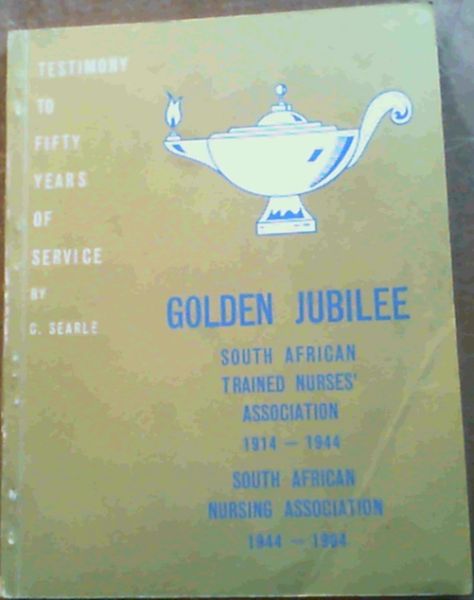 TESTIMONY
TO
FIFTY
YEARS
OF
SERVICE
BY
C. SEARLE
GOLDEN JUBILEE
SOUTH AFRICAN
TRAINED NURSES'
ASSOCIATION
1914 — 1944
SOUTH AFRICAN
NURSING ASSOCIATION
1944 — 1964